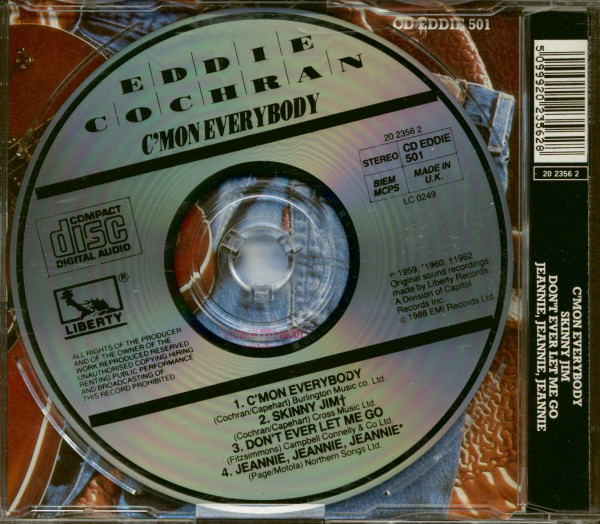 CD EDDIE 501
EDDIE
COCHRAN
C'MON EVERYBODY
20 2356 2
STEREO
CD EDDIE
501
BIEM
MCPS
MADE IN
U.K.
LC 0249
COMPACT
disc
DIGITAL AUDIO
®
LIBERTY
℗ 1959, *1960, †1962
Original sound recordings
made by Liberty Records
A Division of Capitol
Records Inc.
© 1988 EMI Records Ltd.
ALL RIGHTS OF THE PRODUCER
AND OF THE OWNER OF THE
WORK REPRODUCED RESERVED
UNAUTHORISED COPYING HIRING
RENTING PUBLIC PERFORMANCE
AND BROADCASTING OF
THIS RECORD PROHIBITED
1. C'MON EVERYBODY
(Cochran/Capehart) Burlington Music co. Ltd.
2. SKINNY JIM†
(Cochran/Capehart) Cross Music Ltd.
3. DON'T EVER LET ME GO
(Fitzsimmons) Campbell Connelly & Co Ltd.
4. JEANNIE, JEANNIE, JEANNIE*
(Page/Motola) Northern Songs Ltd.
5099920235628
20 2356 2
C'MON EVERYBODY
SKINNY JIM
DON'T EVER LET ME GO
JEANNIE, JEANNIE, JEANNIE